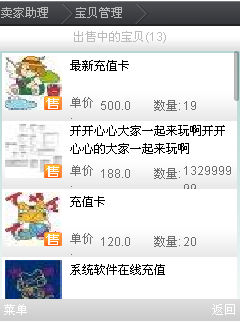 卖家助理 宝贝管理
出售中的宝贝(13)
最新充值卡
售
单价: 500.0 数量: 19
开开心心大家一起来玩啊开开
心心的大家一起来玩啊
售
单价: 188.0 数量: 1329999
99
充值卡
售
单价: 120.0 数量: 20
系统软件在线充值
菜单 返回